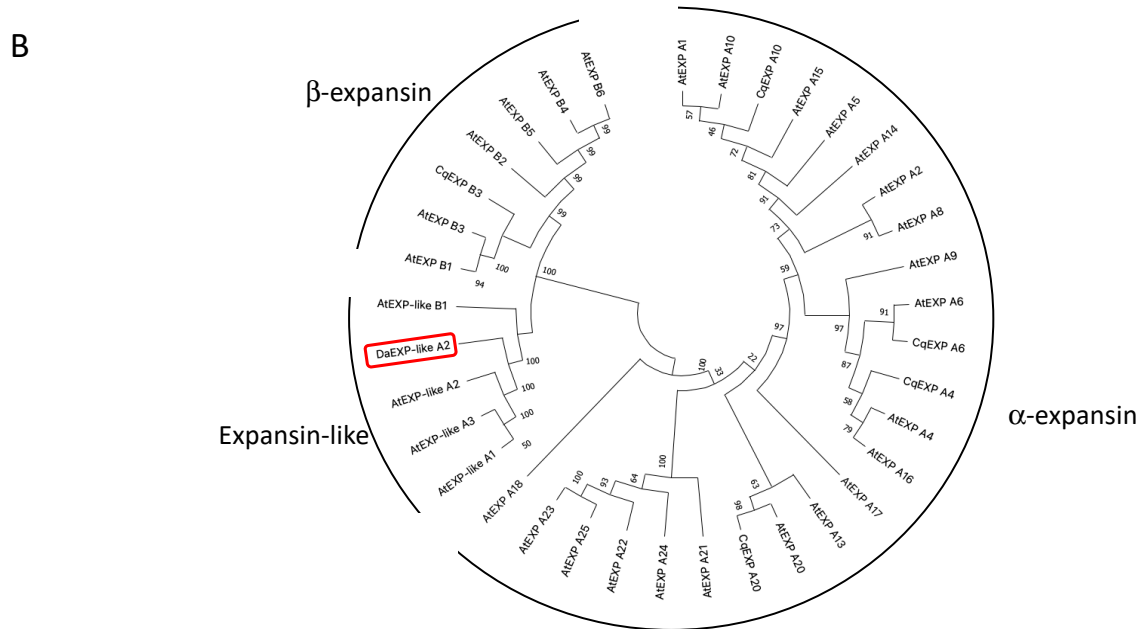 B
β-expansin
Expansin-like
α-expansin
AtEXP A1
AtEXP A10
CqEXP A10
AtEXP A15
AtEXP A5
AtEXP A14
AtEXP A2
AtEXP A8
AtEXP A9
AtEXP A6
CqEXP A6
CqEXP A4
AtEXP A4
AtEXP A16
AtEXP A17
AtEXP A13
AtEXP A20
CqEXP A20
AtEXP A21
AtEXP A24
AtEXP A22
AtEXP A25
AtEXP A23
AtEXP A18
AtEXP-like A1
AtEXP-like A3
AtEXP-like A2
DaEXP-like A2
AtEXP-like B1
AtEXP B1
AtEXP B3
CqEXP B3
AtEXP B2
AtEXP B5
AtEXP B4
AtEXP B6
57
46
72
81
91
73
91
59
97
91
87
58
79
97
22
33
100
63
98
100
64
93
100
50
100
100
100
100
94
100
99
99
99
99